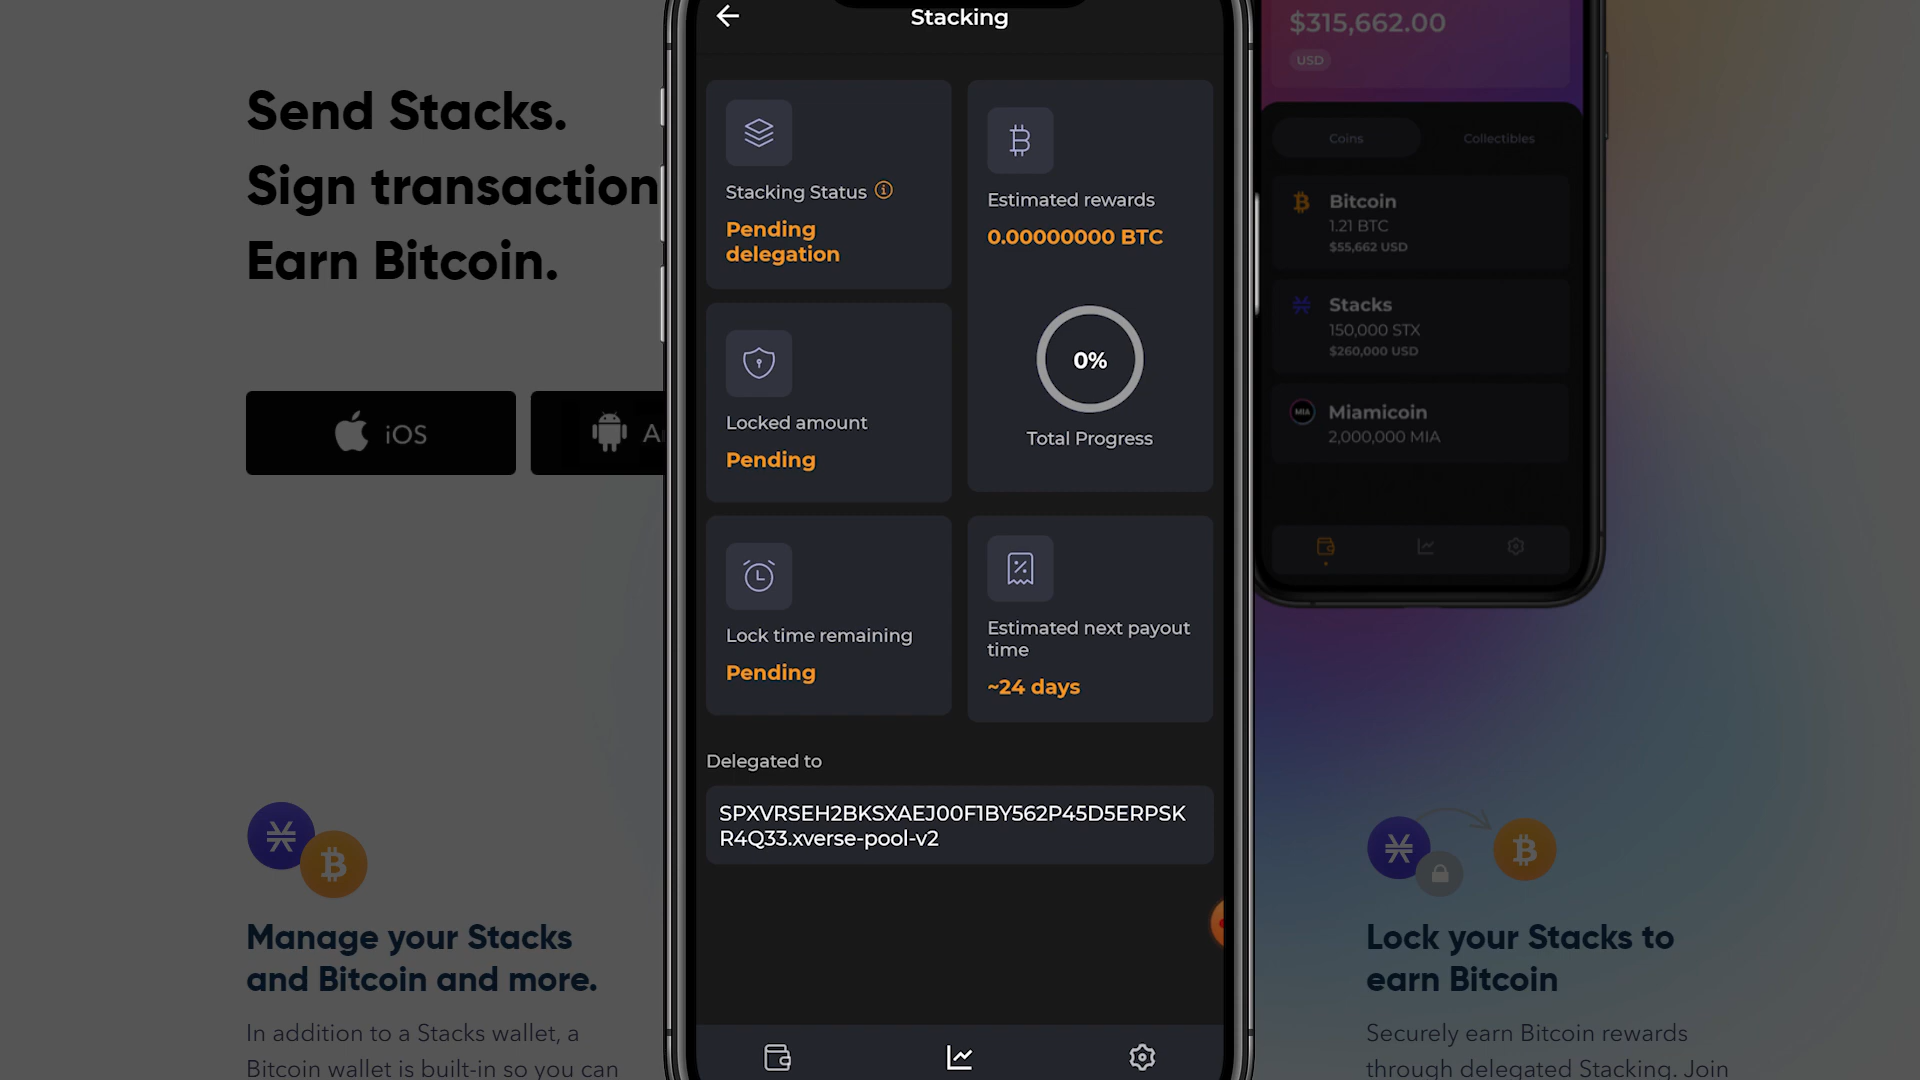 Send Stacks.
Sign transaction
Earn Bitcoin.
iOS
Stacking
Stacking Status
Pending
delegation
Estimated rewards
0.00000000 BTC
0%
Total Progress
Locked amount
Pending
Lock time remaining
Pending
Estimated next payout
time
~24 days
Delegated to
SPXVRSEH2BKSXAEJ00F1BY562P45D5ERPSK
R4Q33.xverse-pool-v2
$315,662.00
USD
Coins
Collectibles
Bitcoin
1.21 BTC
$55,662 USD
Stacks
150,000 STX
$260,000 USD
MIA
Miamicoin
2,000,000 MIA
Manage your Stacks
and Bitcoin and more.
In addition to a Stacks wallet, a
Bitcoin wallet is built-in so you can
Lock your Stacks to
earn Bitcoin
Securely earn Bitcoin rewards
through delegated Stacking. Join